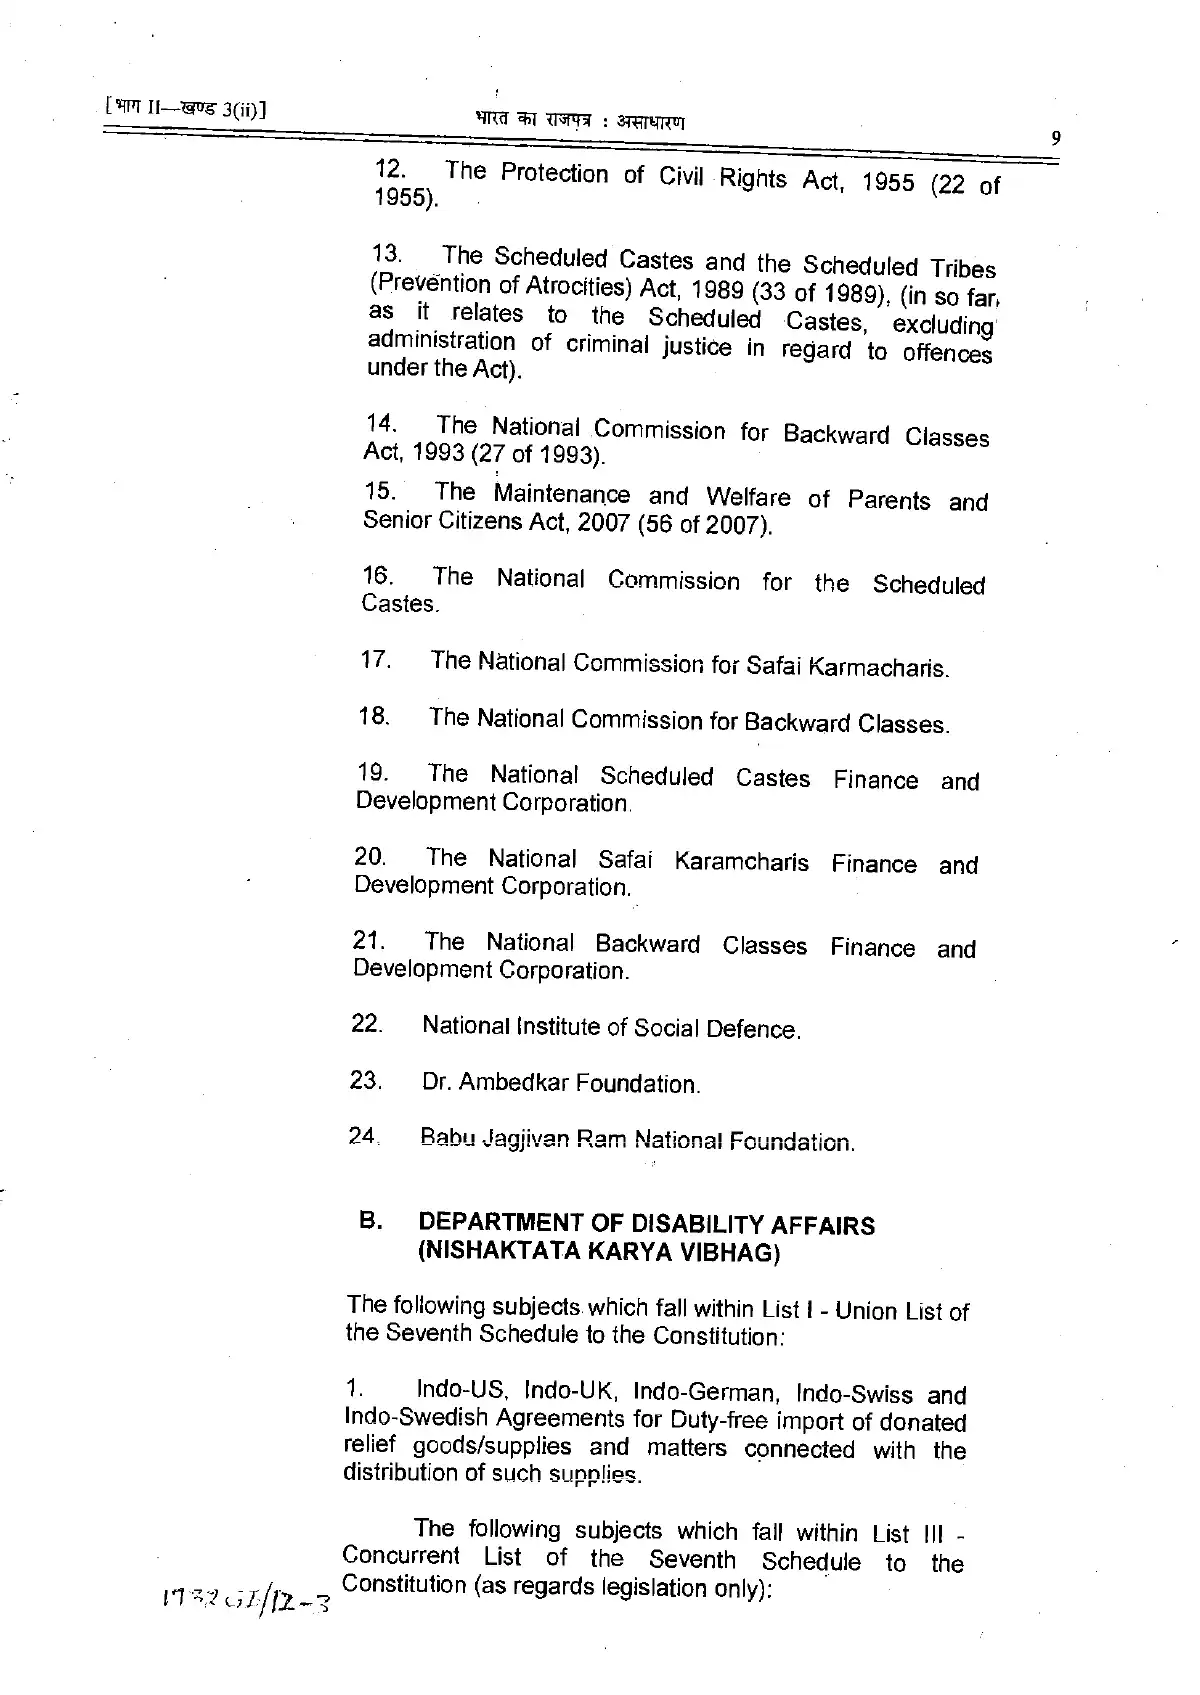 [भाग II—खण्ड 3(ii)]
भारत का राजपत्र : असाधारण
9
12. The Protection of Civil Rights Act, 1955 (22 of
1955).
13. The Scheduled Castes and the Scheduled Tribes
(Prevention of Atrocities) Act, 1989 (33 of 1989), (in so far,
as it relates to the Scheduled Castes, excluding
administration of criminal justice in regard to offences
under the Act).
14. The National Commission for Backward Classes
Act, 1993 (27 of 1993).
15. The Maintenance and Welfare of Parents and
Senior Citizens Act, 2007 (56 of 2007).
16. The National Commission for the Scheduled
Castes.
17. The National Commission for Safai Karmacharis.
18. The National Commission for Backward Classes.
19. The National Scheduled Castes Finance and
Development Corporation.
20. The National Safai Karamcharis Finance and
Development Corporation.
21. The National Backward Classes Finance and
Development Corporation.
22. National Institute of Social Defence.
23. Dr. Ambedkar Foundation.
24. Babu Jagjivan Ram National Foundation.
B. DEPARTMENT OF DISABILITY AFFAIRS
(NISHAKTATA KARYA VIBHAG)
The following subjects which fall within List I - Union List of
the Seventh Schedule to the Constitution:
1. Indo-US, Indo-UK, Indo-German, Indo-Swiss and
Indo-Swedish Agreements for Duty-free import of donated
relief goods/supplies and matters connected with the
distribution of such supplies.
The following subjects which fall within List III -
Concurrent List of the Seventh Schedule to the
Constitution (as regards legislation only):
1732 GI/12-3